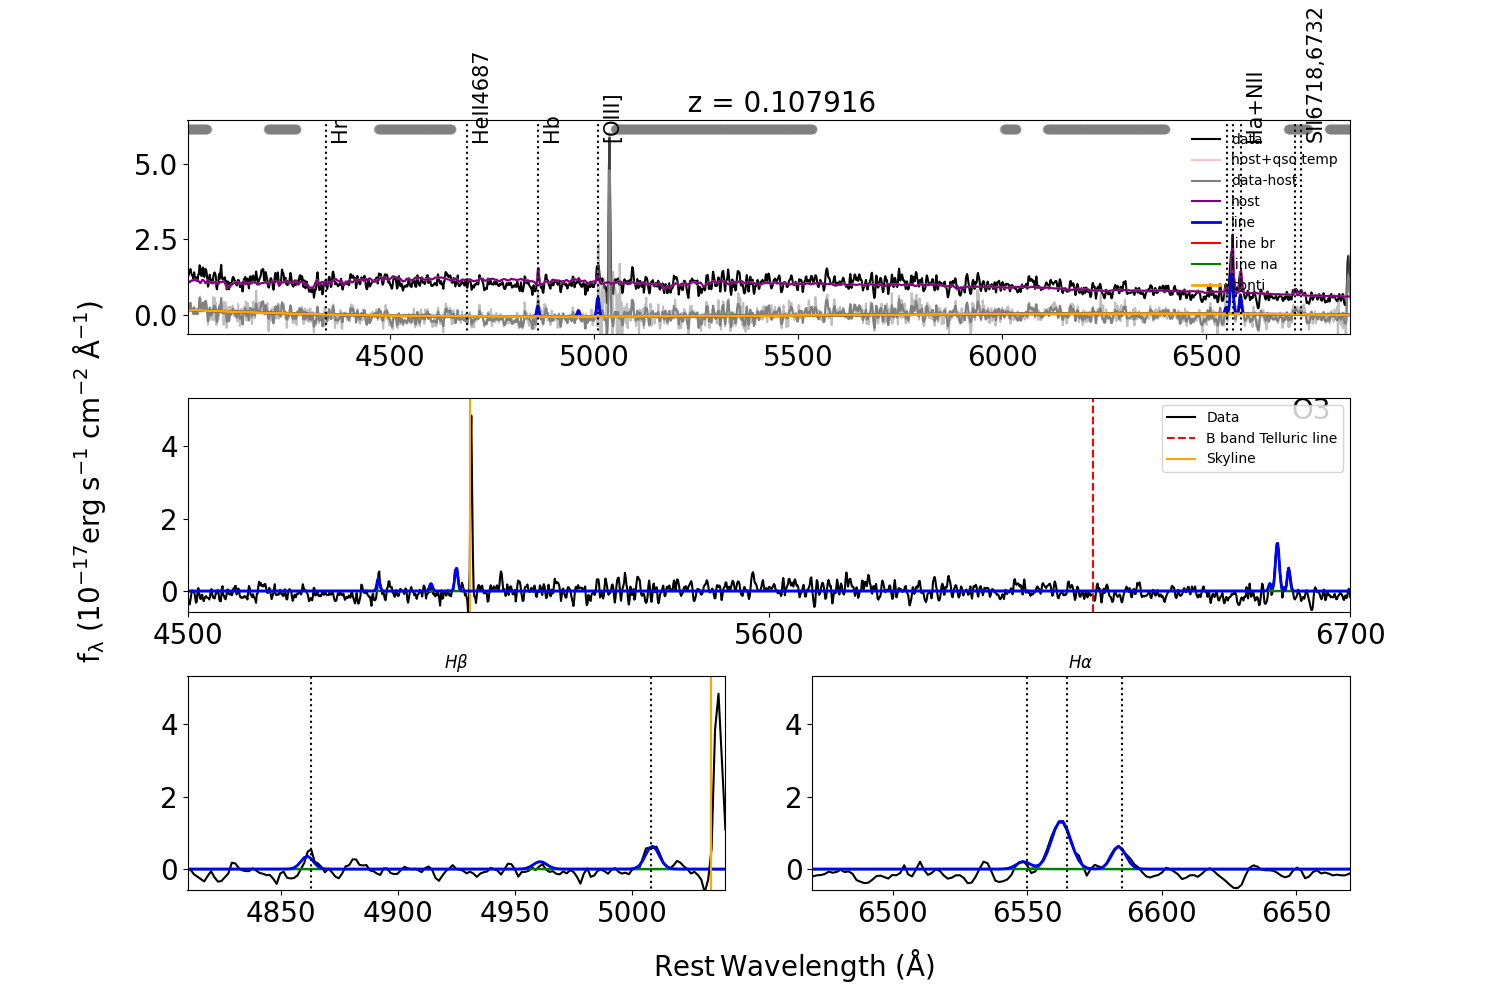 z = 0.107916
Hr
HeII4687
Hb
[OIII]
Ha+NII
SII6718,6732
data
host+qso temp
data-host
host
line
line br
line na
conti
5.0
2.5
0.0
4500
5000
5500
6000
6500
O3
Data
B band Telluric line
Skyline
4
2
0
4500
5600
6700
fλ (10⁻¹⁷erg s⁻¹ cm⁻² Å⁻¹)
Hβ
4
2
0
4850
4900
4950
5000
Hα
4
2
0
6500
6550
6600
6650
Rest Wavelength (Å)